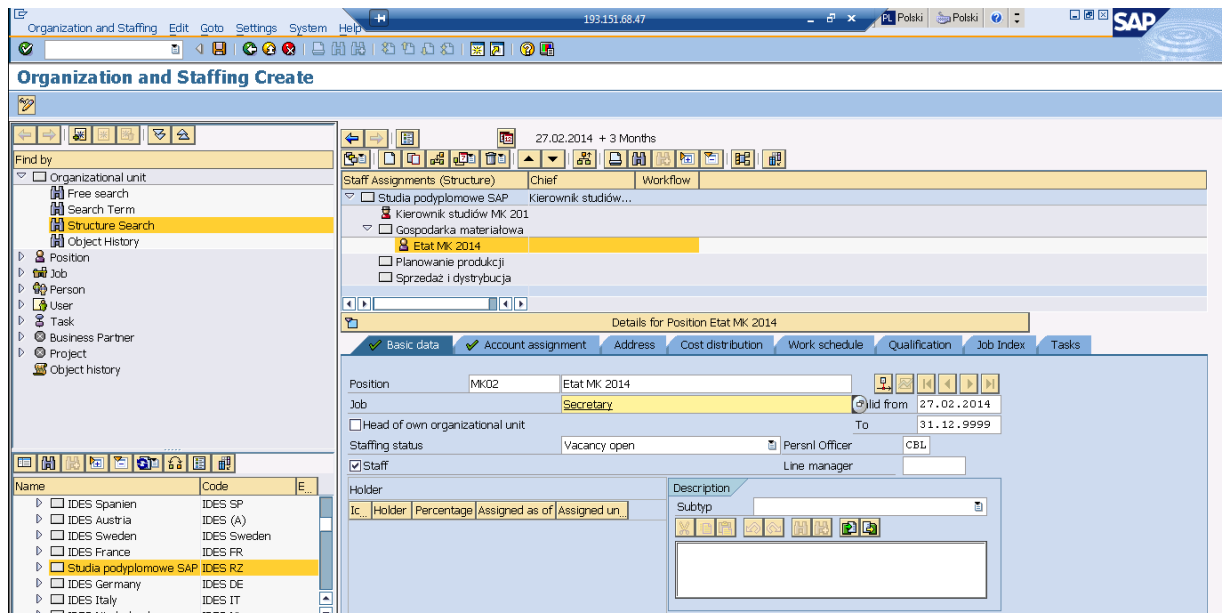 193.151.68.47
PL Polski Polski
Organization and Staffing Edit Goto Settings System Help
SAP
Organization and Staffing Create
27.02.2014 + 3 Months
Find by
Organizational unit
Free search
Search Term
Structure Search
Object History
Position
Job
Person
User
Task
Business Partner
Project
Object history
Staff Assignments (Structure) Chief Workflow
Studia podyplomowe SAP Kierownik studiów...
Kierownik studiów MK 201
Gospodarka materiałowa
Etat MK 2014
Planowanie produkcji
Sprzedaż i dystrybucja
Details for Position Etat MK 2014
Basic data Account assignment Address Cost distribution Work schedule Qualification Job Index Tasks
Position MK02 Etat MK 2014
Job Secretary lid from 27.02.2014
Head of own organizational unit To 31.12.9999
Staffing status Vacancy open Persnl Officer CBL
Staff Line manager
Holder
Ic... Holder Percentage Assigned as of Assigned un...
Description
Subtyp
Name Code E...
IDES Spanien IDES SP
IDES Austria IDES (A)
IDES Sweden IDES Sweden
IDES France IDES FR
Studia podyplomowe SAP IDES RZ
IDES Germany IDES DE
IDES Italy IDES IT